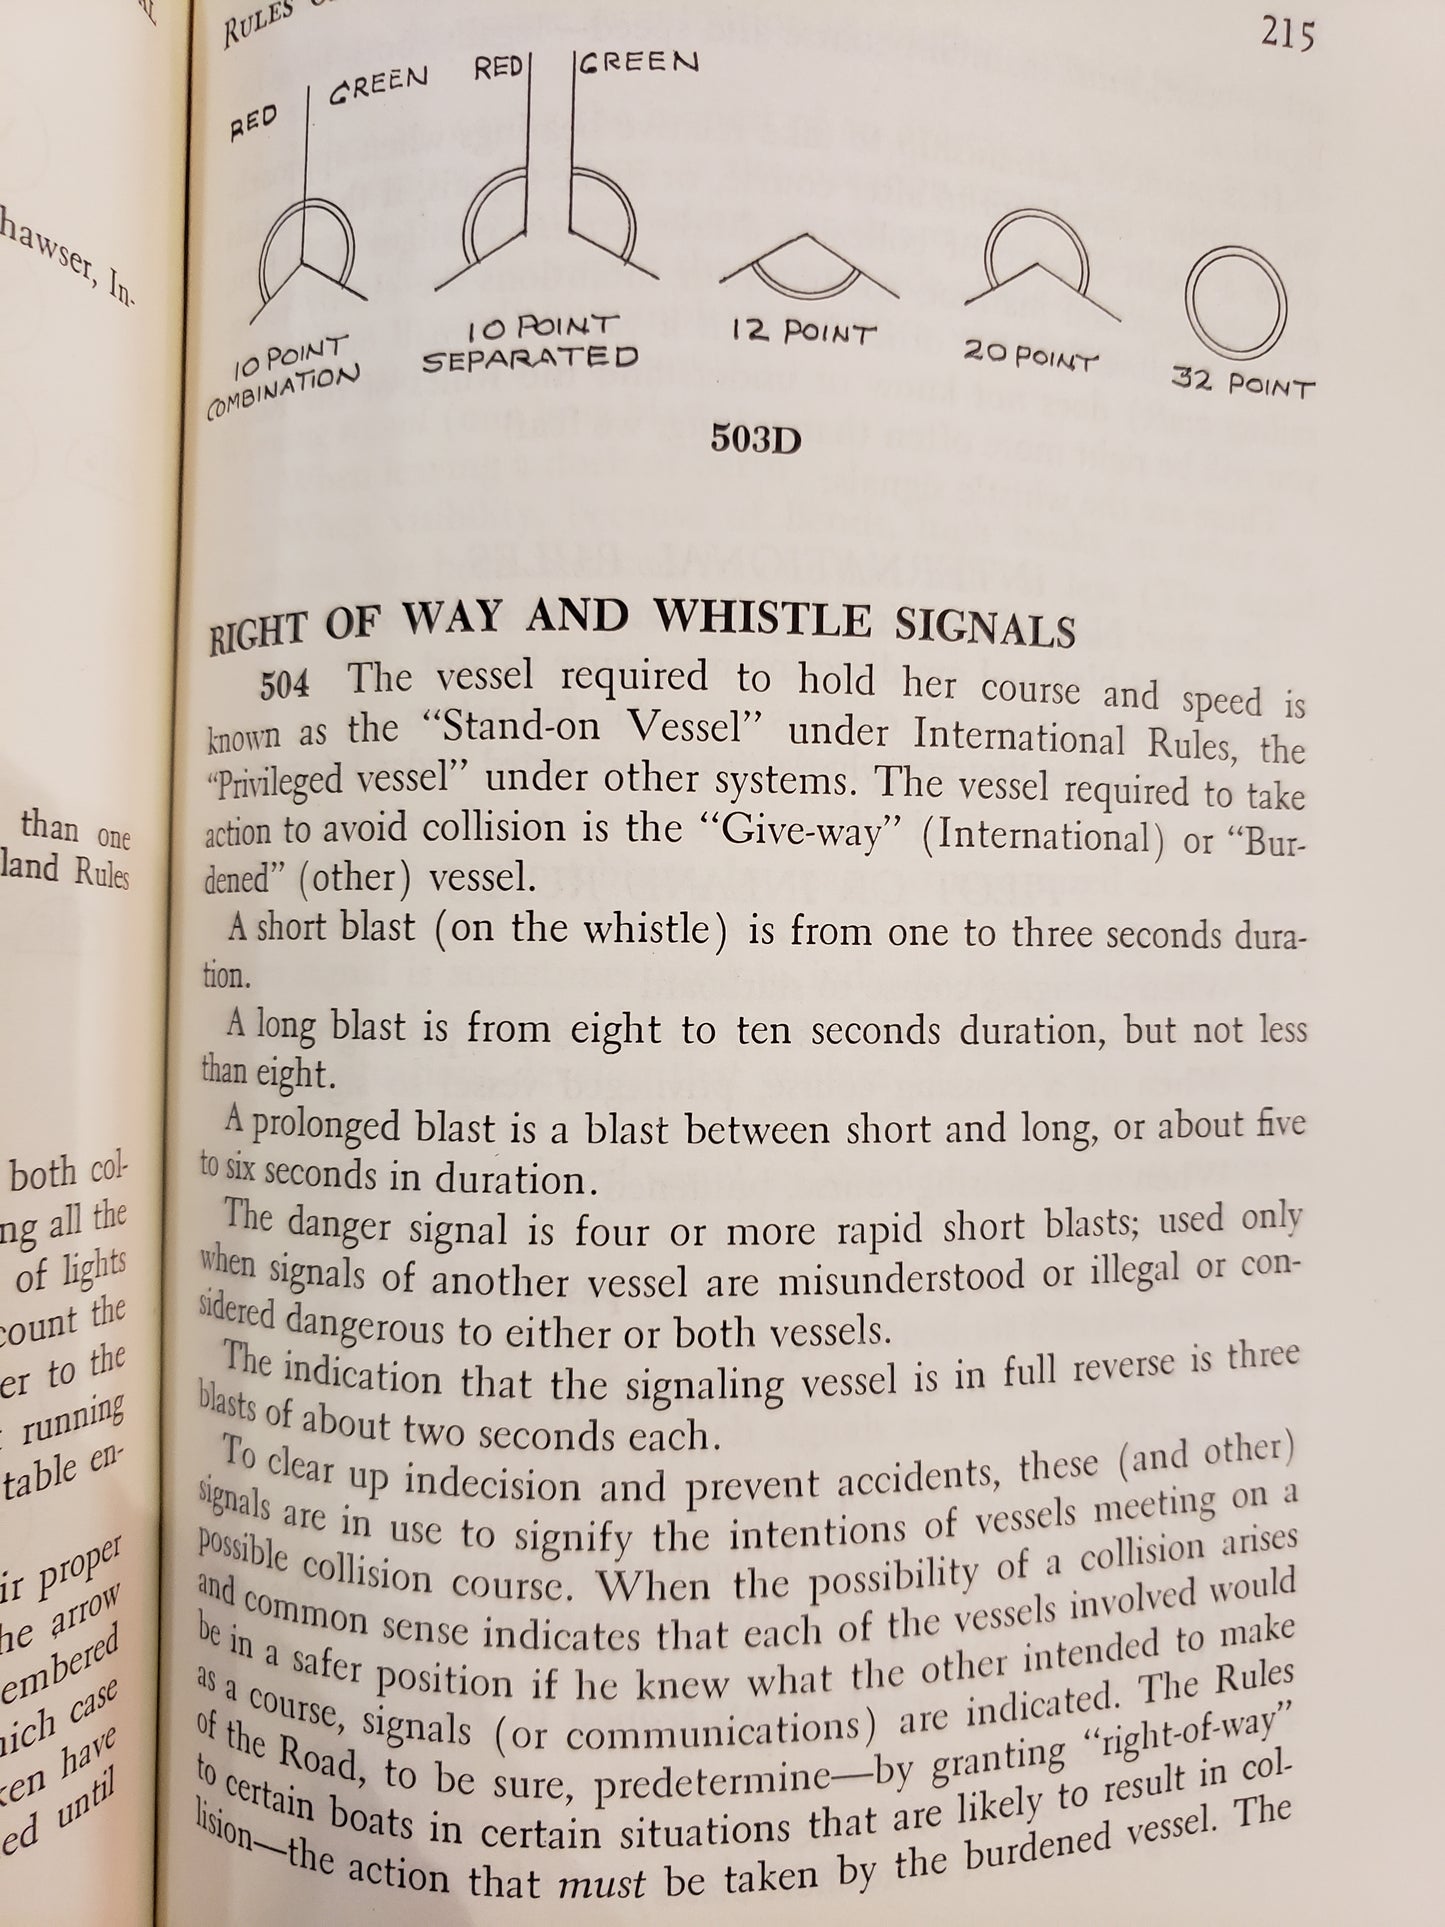 RULES
215
RED GREEN RED GREEN
10 POINT
COMBINATION
10 POINT
SEPARATED
12 POINT
20 POINT
32 POINT
503D
RIGHT OF WAY AND WHISTLE SIGNALS
504 The vessel required to hold her course and speed is
known as the “Stand-on Vessel” under International Rules, the
“Privileged vessel” under other systems. The vessel required to take
action to avoid collision is the “Give-way” (International) or “Bur-
dened” (other) vessel.
A short blast (on the whistle) is from one to three seconds dura-
tion.
A long blast is from eight to ten seconds duration, but not less
than eight.
A prolonged blast is a blast between short and long, or about five
to six seconds in duration.
The danger signal is four or more rapid short blasts; used only
when signals of another vessel are misunderstood or illegal or con-
sidered dangerous to either or both vessels.
The indication that the signaling vessel is in full reverse is three
blasts of about two seconds each.
To clear up indecision and prevent accidents, these (and other)
signals are in use to signify the intentions of vessels meeting on a
possible collision course. When the possibility of a collision arises
and common sense indicates that each of the vessels involved would
be in a safer position if he knew what the other intended to make
as a course, signals (or communications) are indicated. The Rules
of the Road, to be sure, predetermine—by granting “right-of-way”
to certain boats in certain situations that are likely to result in col-
lision—the action that must be taken by the burdened vessel. The
hawser, In-
than one
land Rules
both col-
ng all the
of lights
count the
er to the
running
table en-
ir proper
he arrow
embered
hich case
ken have
ed until